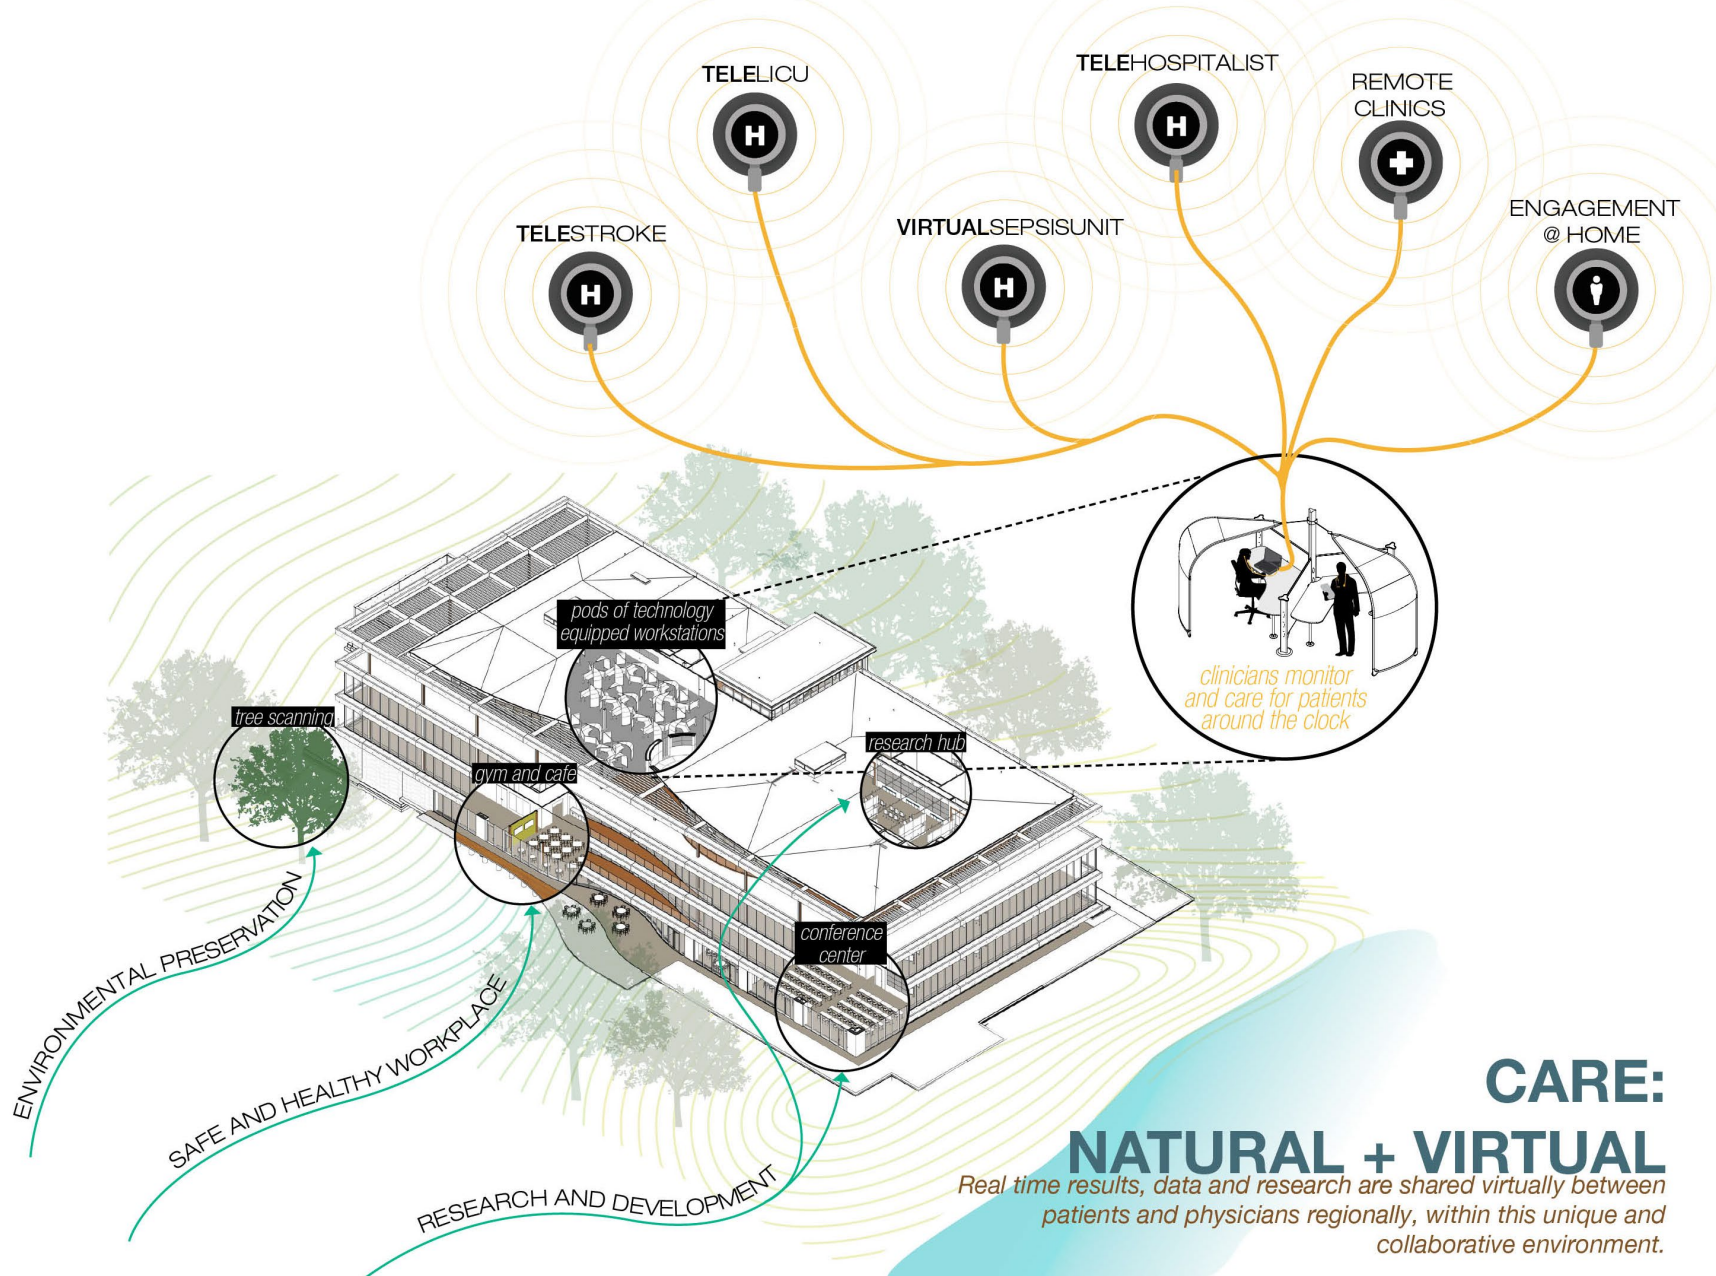 TELELICU
TELEHOSPITALIST
REMOTE
CLINICS
H
H
TELESTROKE
VIRTUALSEPSISUNIT
ENGAGEMENT
@ HOME
H
H
pods of technology
equipped workstations
clinicians monitor
and care for patients
around the clock
tree scanning
gym and cafe
research hub
conference
center
ENVIRONMENTAL PRESERVATION
SAFE AND HEALTHY WORKPLACE
RESEARCH AND DEVELOPMENT
CARE:
NATURAL + VIRTUAL
Real time results, data and research are shared virtually between
patients and physicians regionally, within this unique and
collaborative environment.